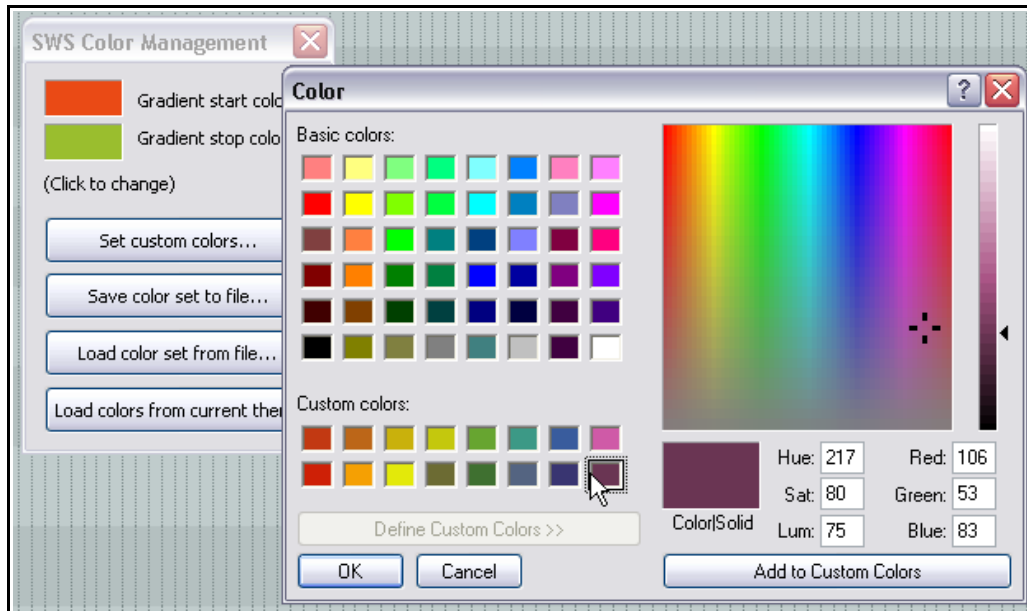 SWS Color Management
Gradient start colo
Gradient stop colo
(Click to change)
Set custom colors...
Save color set to file...
Load color set from file...
Load colors from current the
Color
?
Basic colors:
Custom colors:
Define Custom Colors >>
OK Cancel
Color|Solid
Hue: 217 Red: 106
Sat: 80 Green: 53
Lum: 75 Blue: 83
Add to Custom Colors